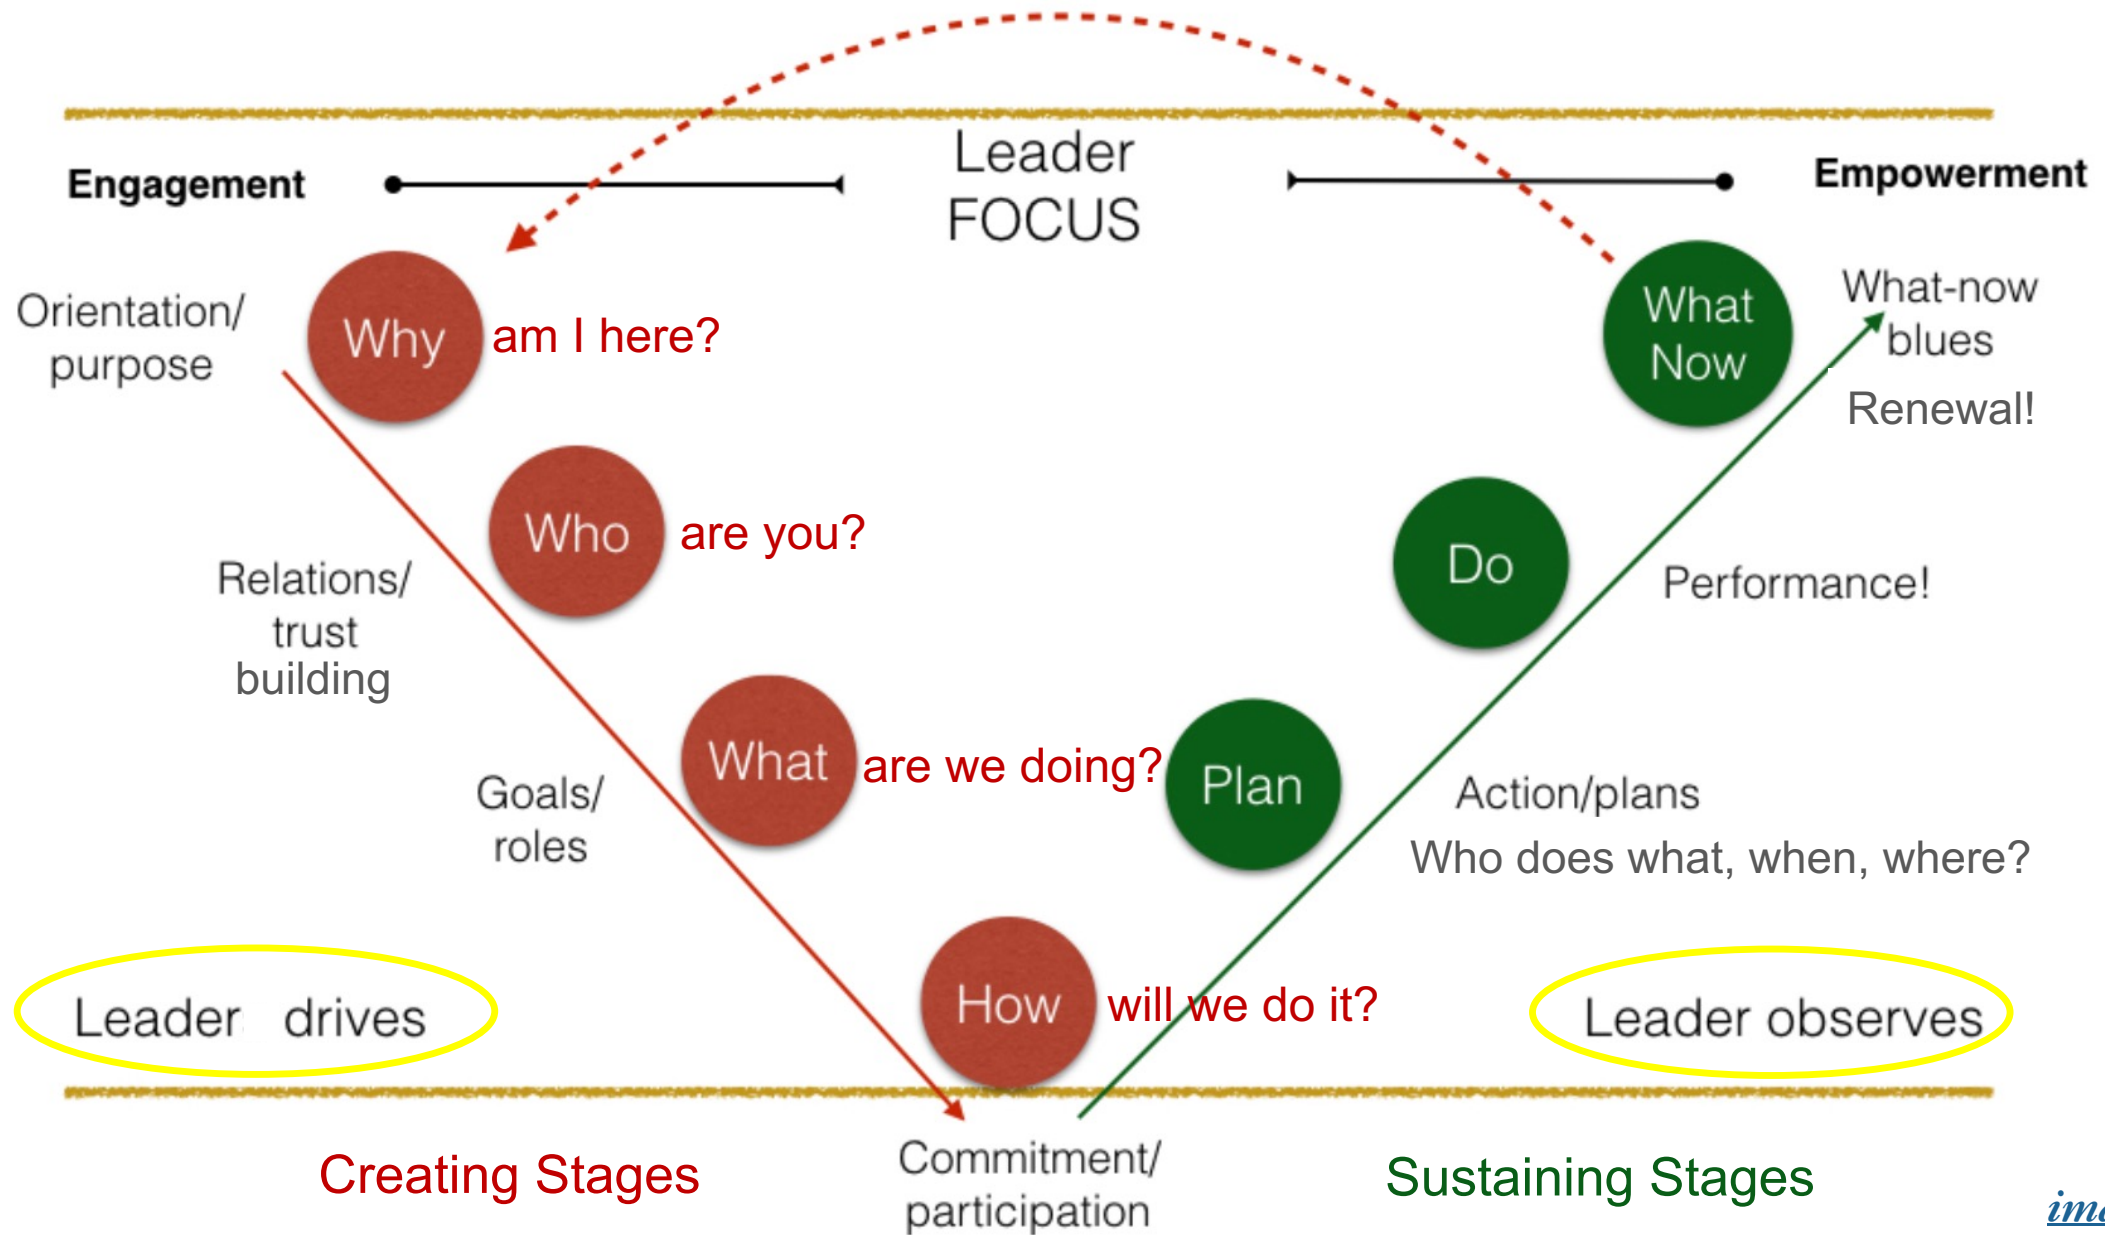 Leader
FOCUS
Engagement
Empowerment
Orientation/
purpose
Why
am I here?
What
Now
What-now
blues
Renewal!
Who
are you?
Relations/
trust
building
Do
Performance!
What
are we doing?
Goals/
roles
Plan
Action/plans
Who does what, when, where?
How
will we do it?
Leader drives
Leader observes
Creating Stages
Commitment/
participation
Sustaining Stages